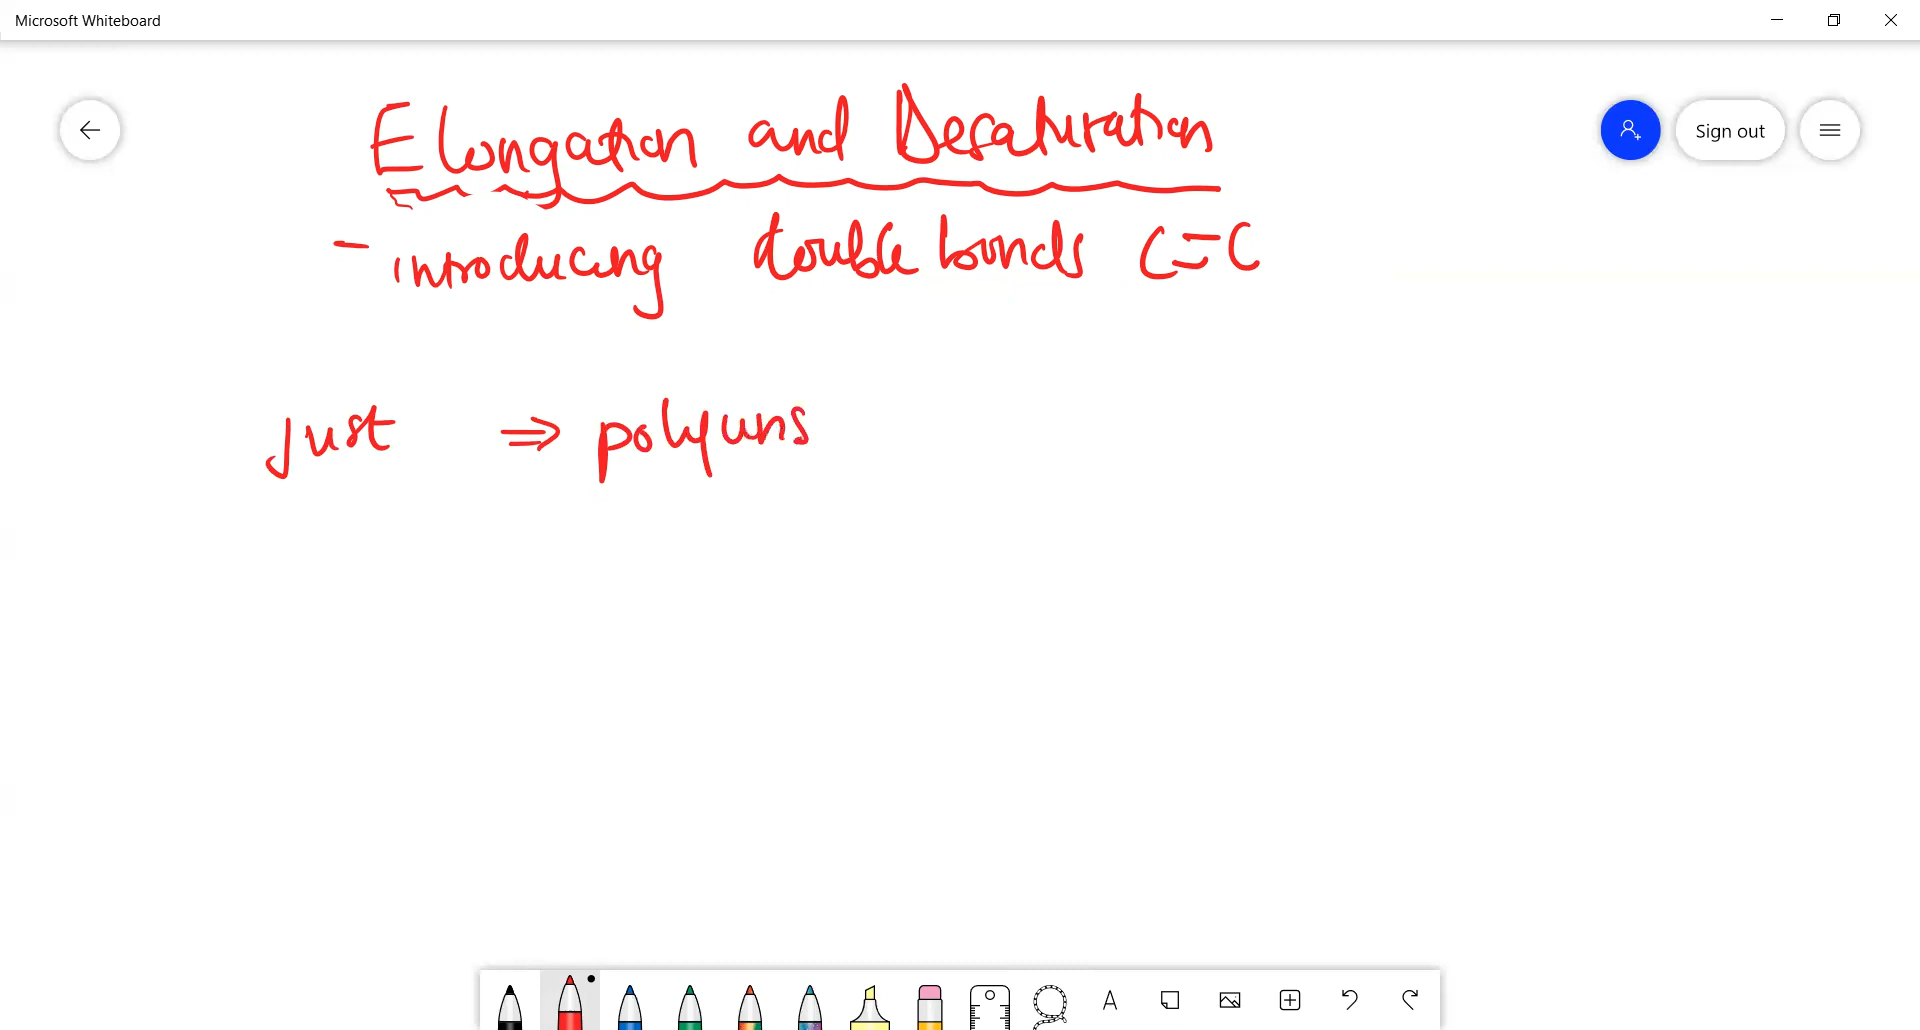 Microsoft Whiteboard
Elongation and Desaturation
Sign out
- introducing double bonds C=C
just ⇒ polyuns